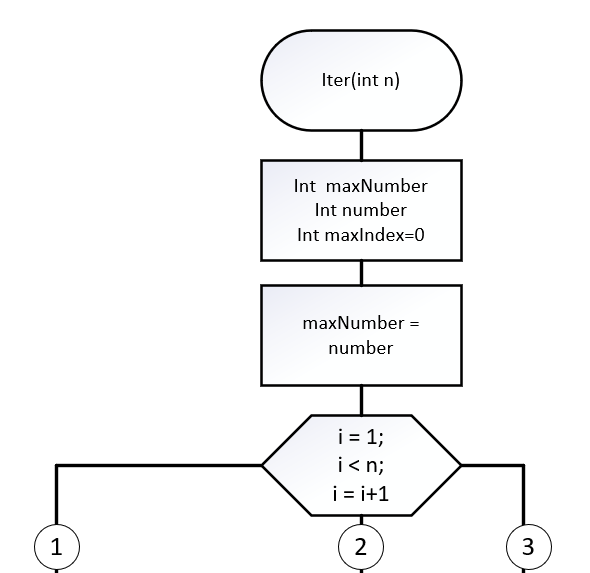 Iter(int n)
Int maxNumber
Int number
Int maxIndex=0
maxNumber =
number
i = 1;
i < n;
i = i+1
1
2
3